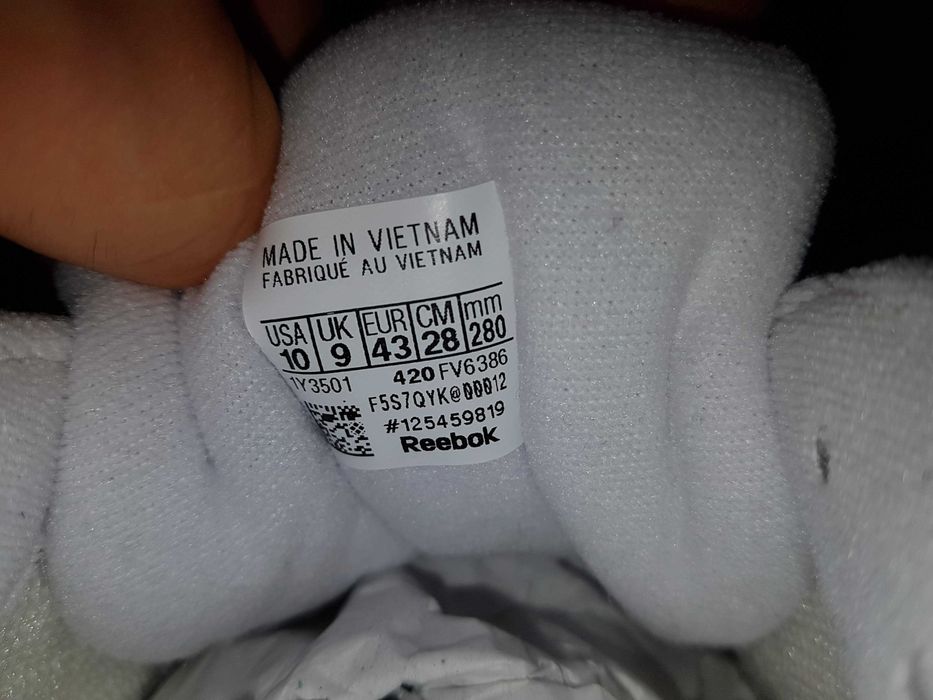 MADE IN VIETNAM
FABRIQUÉ AU VIETNAM
USA UK EUR CM mm
10 9 43 28 280
1Y3501 420 FV6386
F5S7QYK@00012
#125459819
Reebok